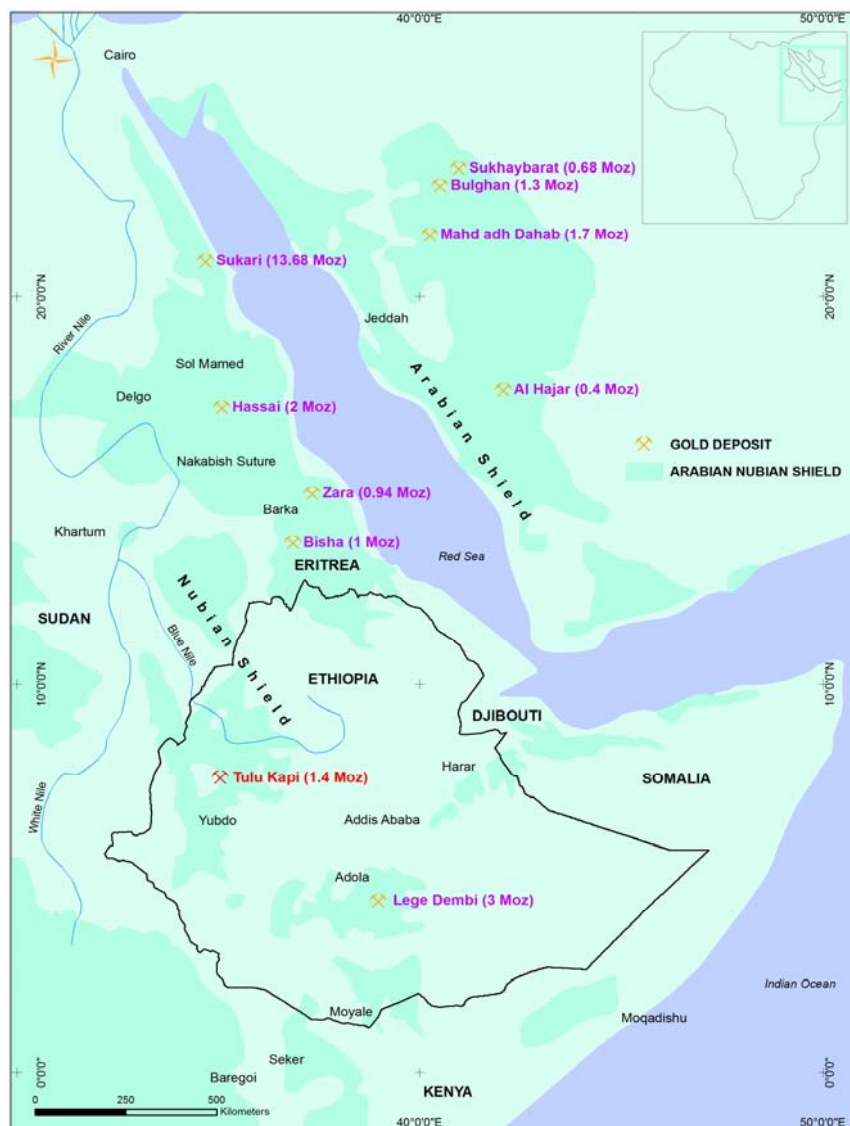 40°0'0"E
50°0'0"E
Cairo
Sukhaybarat (0.68 Moz)
Bulghan (1.3 Moz)
Mahd adh Dahab (1.7 Moz)
Sukari (13.68 Moz)
20°0'0"N
20°0'0"N
Jeddah
River Nile
Sol Mamed
Delgo
Hassai (2 Moz)
Al Hajar (0.4 Moz)
Arabian Shield
GOLD DEPOSIT
ARABIAN NUBIAN SHIELD
Nakabish Suture
Zara (0.94 Moz)
Barka
Khartum
Bisha (1 Moz)
Red Sea
ERITREA
Nubian Shield
SUDAN
Blue Nile
ETHIOPIA
10°0'0"N
10°0'0"N
DJIBOUTI
Harar
SOMALIA
Tulu Kapi (1.4 Moz)
White Nile
Yubdo
Addis Ababa
Adola
Lege Dembi (3 Moz)
Indian Ocean
Moyale
Moqadishu
Seker
Baregoi
0°0'0"
0°0'0"
KENYA
0 250 500
Kilometers
40°0'0"E
50°0'0"E